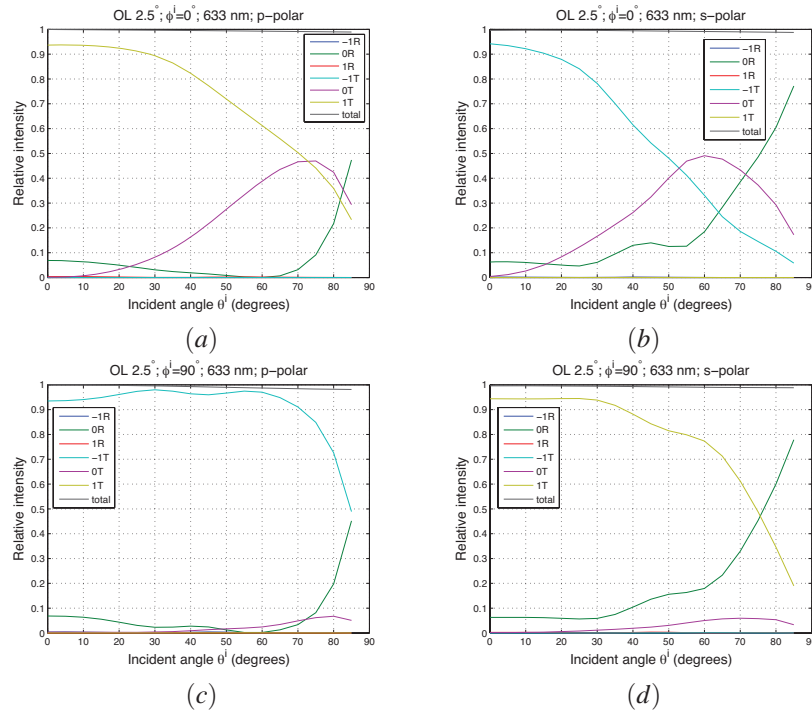 OL 2.5°; ϕⁱ=0°; 633 nm; p−polar
1
0.9
0.8
0.7
0.6
0.5
0.4
0.3
0.2
0.1
0
Relative intensity
−1R
0R
1R
−1T
0T
1T
total
0 10 20 30 40 50 60 70 80 90
Incident angle θⁱ (degrees)
(a)
OL 2.5°; ϕⁱ=0°; 633 nm; s−polar
1
0.9
0.8
0.7
0.6
0.5
0.4
0.3
0.2
0.1
0
Relative intensity
−1R
0R
1R
−1T
0T
1T
total
0 10 20 30 40 50 60 70 80 90
Incident angle θⁱ (degrees)
(b)
OL 2.5°; ϕⁱ=90°; 633 nm; p−polar
1
0.9
0.8
0.7
0.6
0.5
0.4
0.3
0.2
0.1
0
Relative intensity
−1R
0R
1R
−1T
0T
1T
total
0 10 20 30 40 50 60 70 80 90
Incident angle θⁱ (degrees)
(c)
OL 2.5°; ϕⁱ=90°; 633 nm; s−polar
1
0.9
0.8
0.7
0.6
0.5
0.4
0.3
0.2
0.1
0
Relative intensity
−1R
0R
1R
−1T
0T
1T
total
0 10 20 30 40 50 60 70 80 90
Incident angle θⁱ (degrees)
(d)